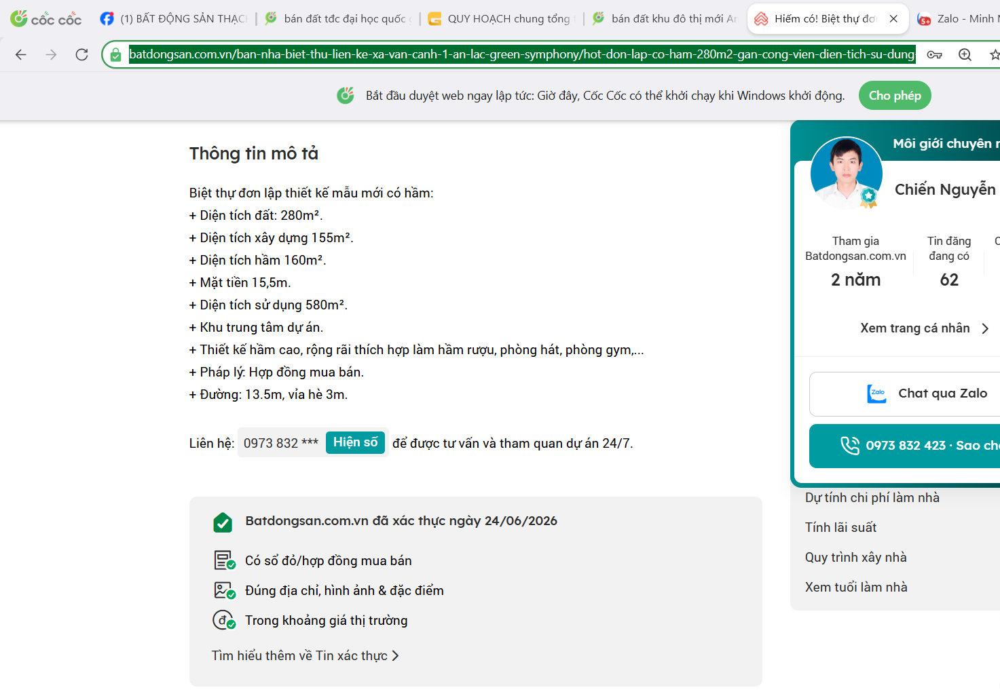 cốc cốc
(1) BẤT ĐỘNG SẢN THẠCH
bán đất tđc đại học quốc g
QUY HOẠCH chung tổng t
bán đất khu đô thị mới An
Hiếm có! Biệt thự đơn
Zalo - Minh
batdongsan.com.vn/ban-nha-biet-thu-lien-ke-xa-van-canh-1-an-lac-green-symphony/hot-don-lap-co-ham-280m2-gan-cong-vien-dien-tich-su-dung-
Bắt đầu duyệt web ngay lập tức: Giờ đây, Cốc Cốc có thể khởi chạy khi Windows khởi động.
Cho phép
Thông tin mô tả
Biệt thự đơn lập thiết kế mẫu mới có hầm:
+ Diện tích đất: 280m².
+ Diện tích xây dựng 155m².
+ Diện tích hầm 160m².
+ Mặt tiền 15,5m.
+ Diện tích sử dụng 580m².
+ Khu trung tâm dự án.
+ Thiết kế hầm cao, rộng rãi thích hợp làm hầm rượu, phòng hát, phòng gym,...
+ Pháp lý: Hợp đồng mua bán.
+ Đường: 13.5m, vỉa hè 3m.
Liên hệ: 0973 832 *** Hiện số để được tư vấn và tham quan dự án 24/7.
Batdongsan.com.vn đã xác thực ngày 24/06/2026
Có sổ đỏ/hợp đồng mua bán
Đúng địa chỉ, hình ảnh & đặc điểm
Trong khoảng giá thị trường
Tìm hiểu thêm về Tin xác thực
Môi giới chuyên
Chiến Nguyễn
Tham gia
Batdongsan.com.vn
2 năm
Tin đăng
đang có
62
Xem trang cá nhân
Zalo
Chat qua Zalo
0973 832 423 · Sao ch
Dự tính chi phí làm nhà
Tính lãi suất
Quy trình xây nhà
Xem tuổi làm nhà